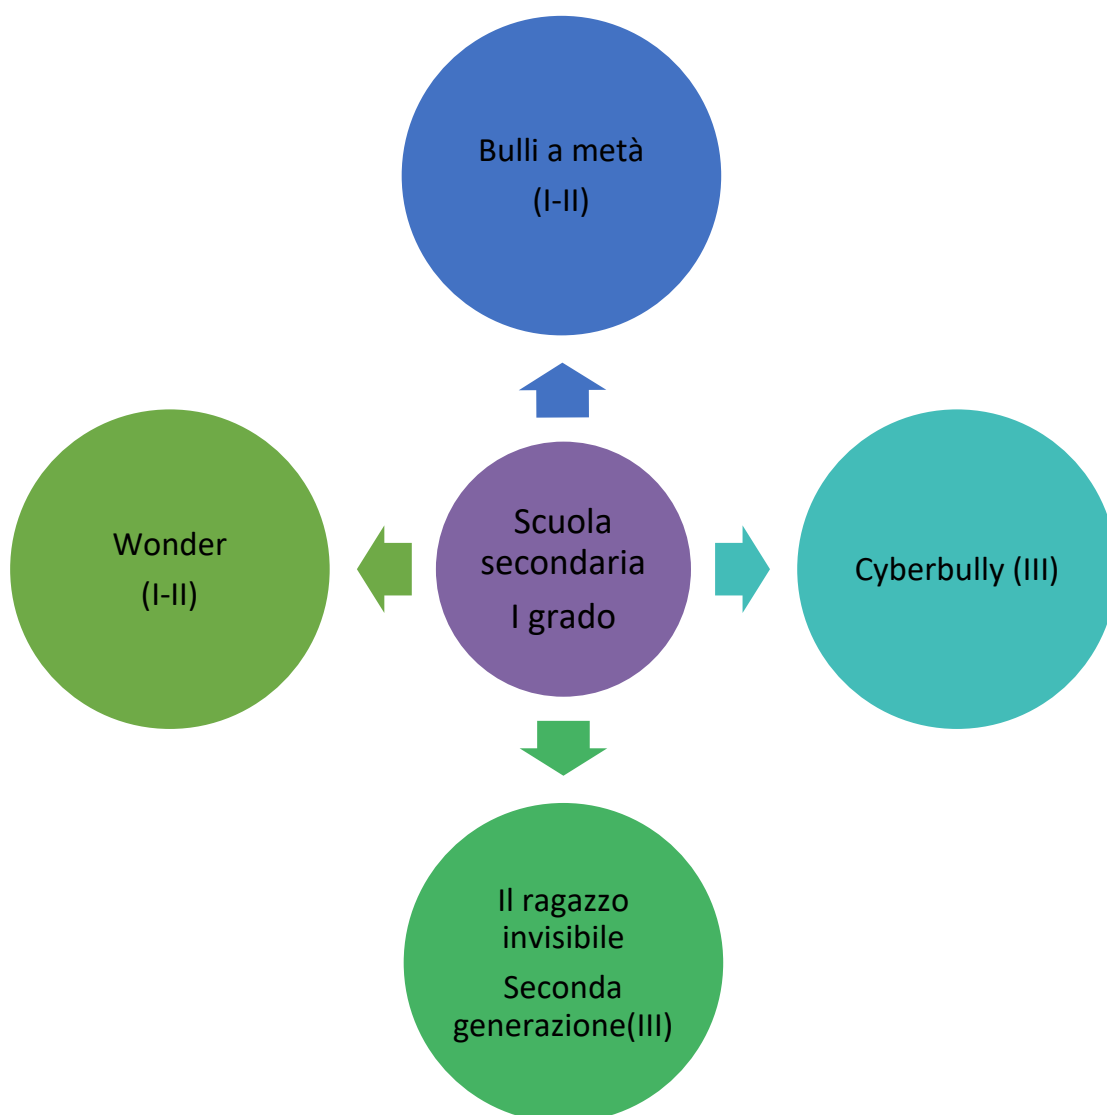 Bulli a metà
(I-II)
Wonder
(I-II)
Scuola
secondaria
I grado
Cyberbully (III)
Il ragazzo
invisibile
Seconda
generazione(III)